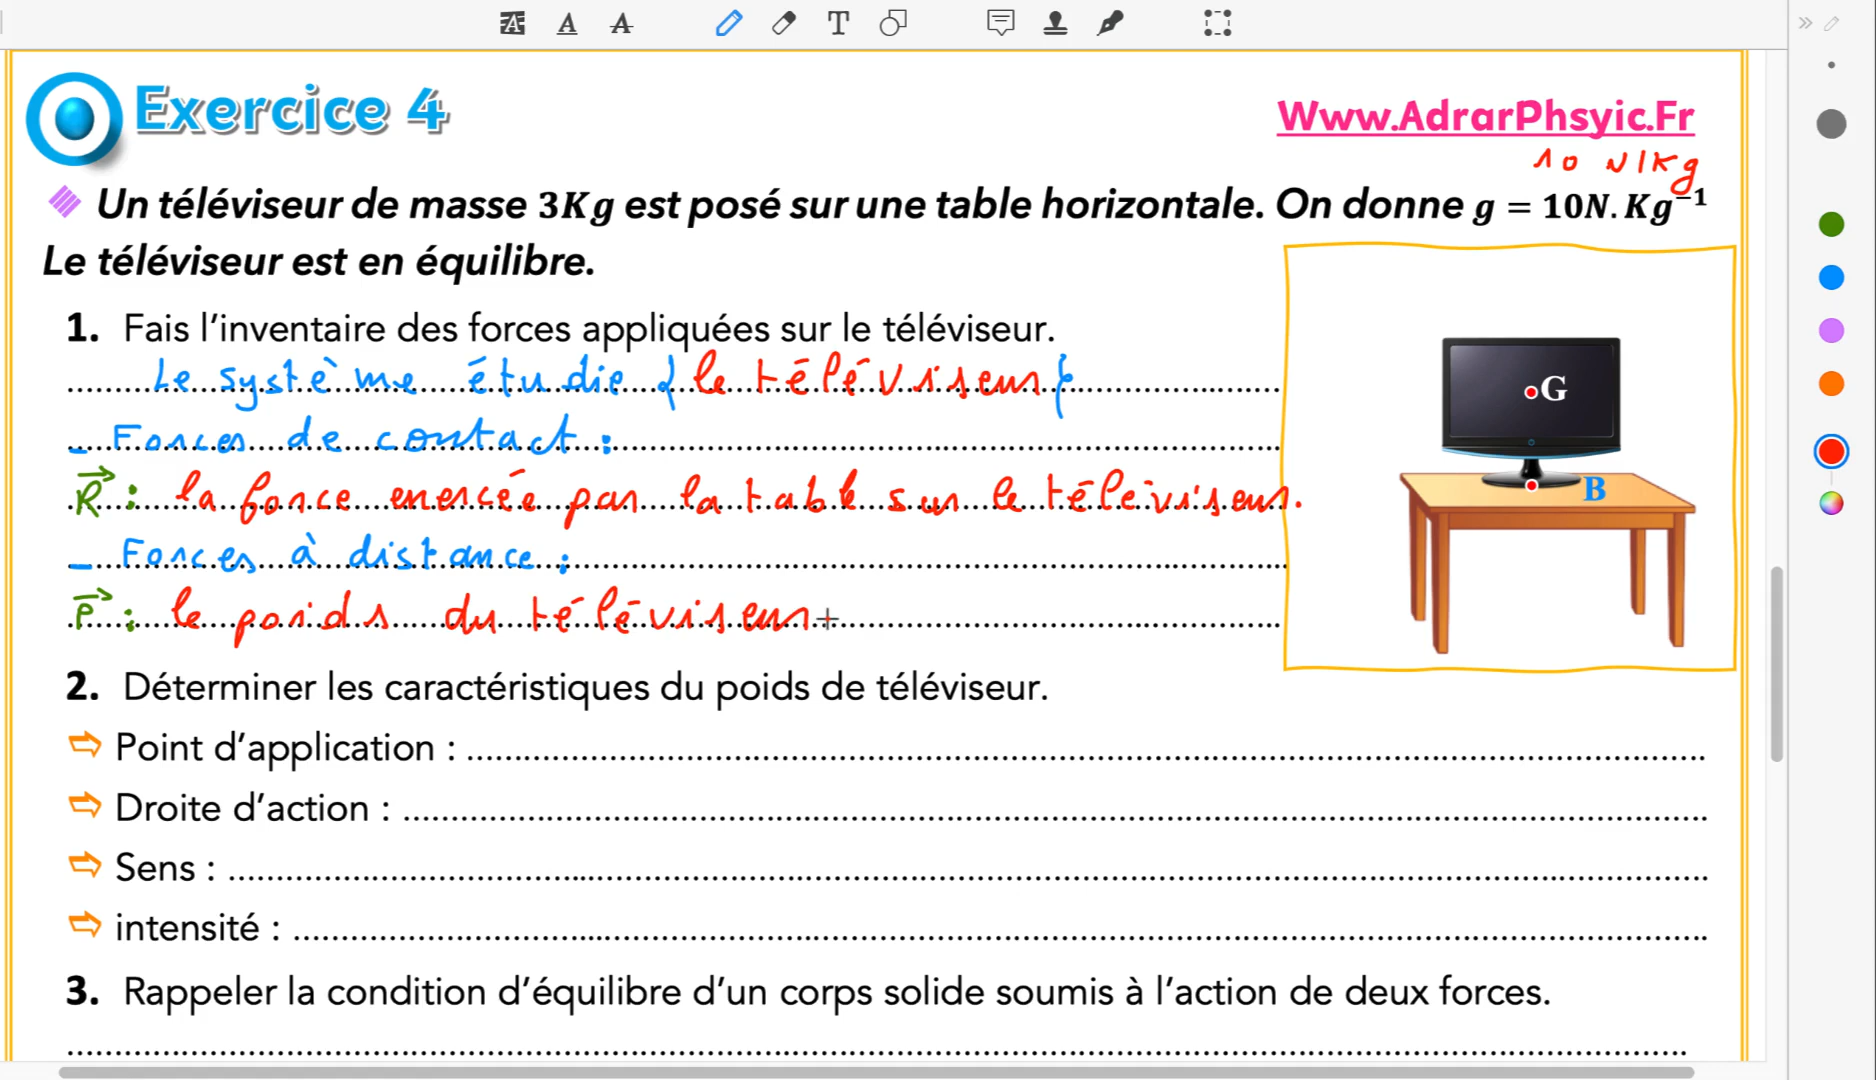 Exercice 4
Www.AdrarPhsyic.Fr
10 N/Kg
Un téléviseur de masse 3Kg est posé sur une table horizontale. On donne g = 10N.Kg⁻¹
Le téléviseur est en équilibre.
1. Fais l'inventaire des forces appliquées sur le téléviseur.
Le système étudie { le téléviseur }
_ Forces de contact :
R⃗ : la force exercée par la table sur le téléviseur.
_ Forces à distance :
P⃗ : le poids du téléviseur
G
B
2. Déterminer les caractéristiques du poids de téléviseur.
Point d'application : ........
Droite d'action : ........
Sens : ........
intensité : ........
3. Rappeler la condition d'équilibre d'un corps solide soumis à l'action de deux forces.